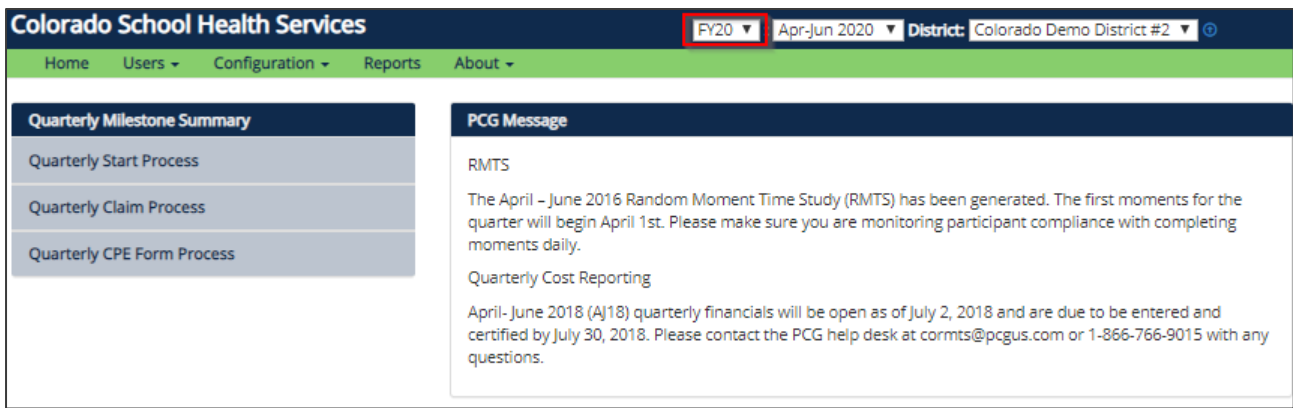 Colorado School Health Services
FY20 : Apr-Jun 2020 District: Colorado Demo District #2
Home Users Configuration Reports About
Quarterly Milestone Summary
Quarterly Start Process
Quarterly Claim Process
Quarterly CPE Form Process
PCG Message
RMTS
The April – June 2016 Random Moment Time Study (RMTS) has been generated. The first moments for the
quarter will begin April 1st. Please make sure you are monitoring participant compliance with completing
moments daily.
Quarterly Cost Reporting
April- June 2018 (AJ18) quarterly financials will be open as of July 2, 2018 and are due to be entered and
certified by July 30, 2018. Please contact the PCG help desk at cormts@pcgus.com or 1-866-766-9015 with any
questions.